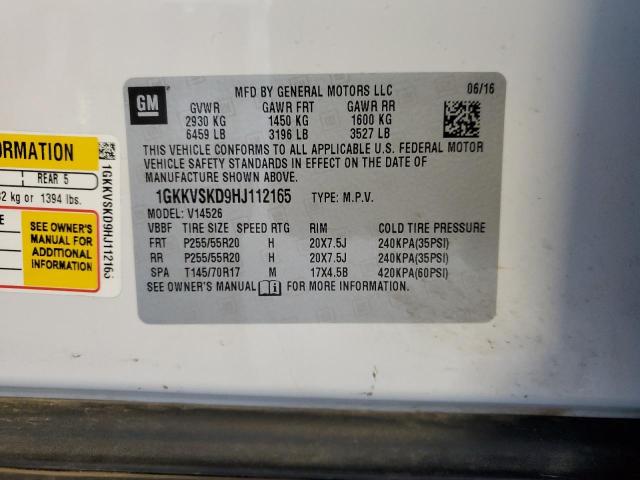 GM
MFD BY GENERAL MOTORS LLC 06/16
GVWR GAWR FRT GAWR RR
2930 KG 1450 KG 1600 KG
6459 LB 3196 LB 3527 LB
THIS VEHICLE CONFORMS TO ALL APPLICABLE U.S. FEDERAL MOTOR
VEHICLE SAFETY STANDARDS IN EFFECT ON THE DATE OF
MANUFACTURE SHOWN ABOVE.
1GKKVSKD9HJ112165 TYPE: M.P.V.
MODEL: V14526
VBBF TIRE SIZE SPEED RTG RIM COLD TIRE PRESSURE
FRT P255/55R20 H 20X7.5J 240KPA(35PSI)
RR P255/55R20 H 20X7.5J 240KPA(35PSI)
SPA T145/70R17 M 17X4.5B 420KPA(60PSI)
SEE OWNER'S MANUAL FOR MORE INFORMATION.
REAR 5
kg or 1394 lbs.
SEE OWNER'S
MANUAL FOR
ADDITIONAL
INFORMATION
1GKKVSKD9HJ112165